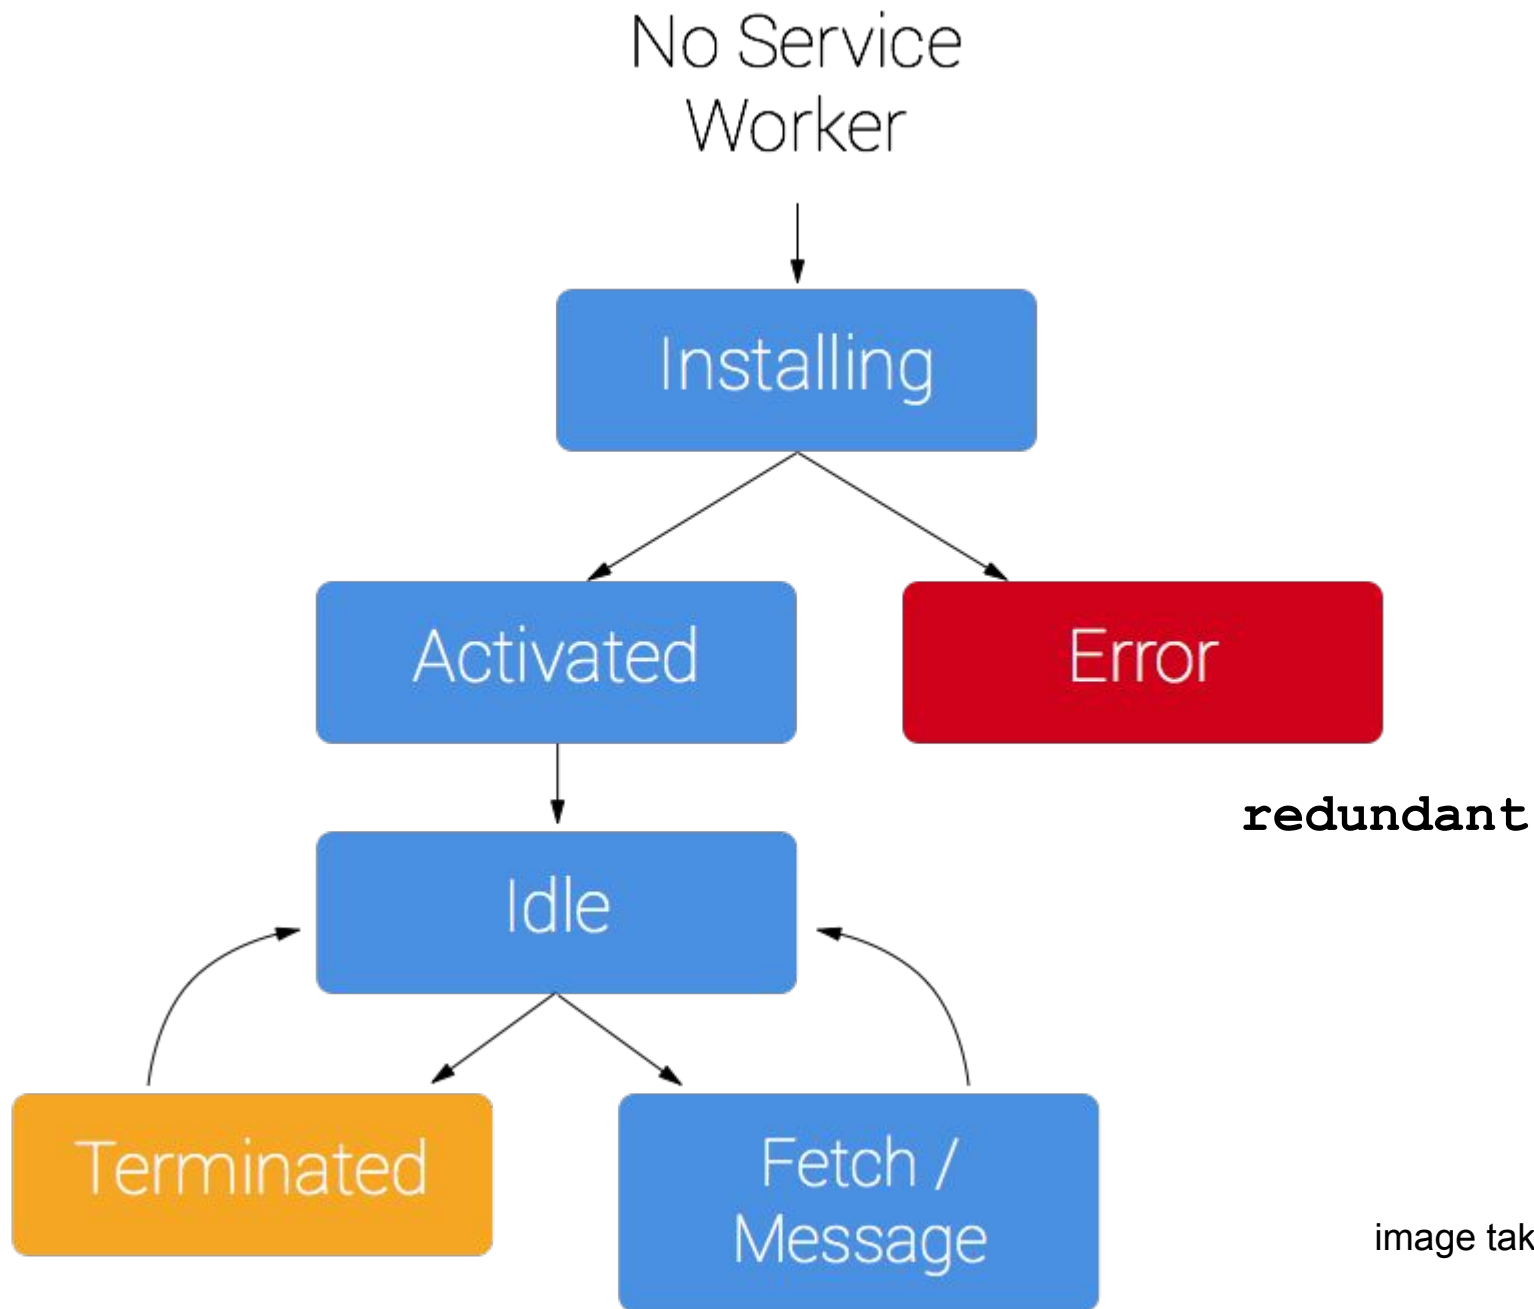 No Service
Worker
Installing
Activated
Error
redundant
Idle
Terminated
Fetch /
Message
image tak